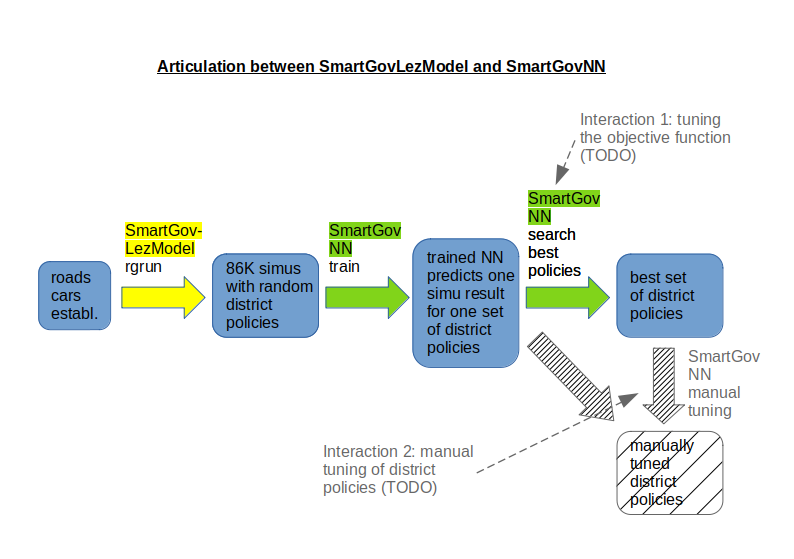 Articulation between SmartGovLezModel and SmartGovNN
Interaction 1: tuning
the objective function
(TODO)
SmartGov-
LezModel
rgrun
SmartGov
NN
train
SmartGov
NN
search
best
policies
roads
cars
establ.
86K simus
with random
district
policies
trained NN
predicts one
simu result
for one set
of district
policies
best set
of district
policies
SmartGov
NN
manual
tuning
Interaction 2: manual
tuning of district
policies (TODO)
manually
tuned
district
policies